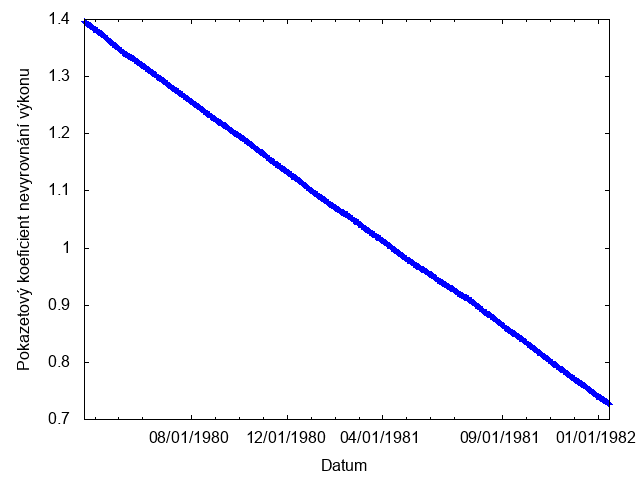 1.4
1.3
1.2
1.1
1
0.9
0.8
0.7
Pokazetový koeficient nevyrovnání výkonu
08/01/1980 12/01/1980 04/01/1981 09/01/1981 01/01/1982
Datum